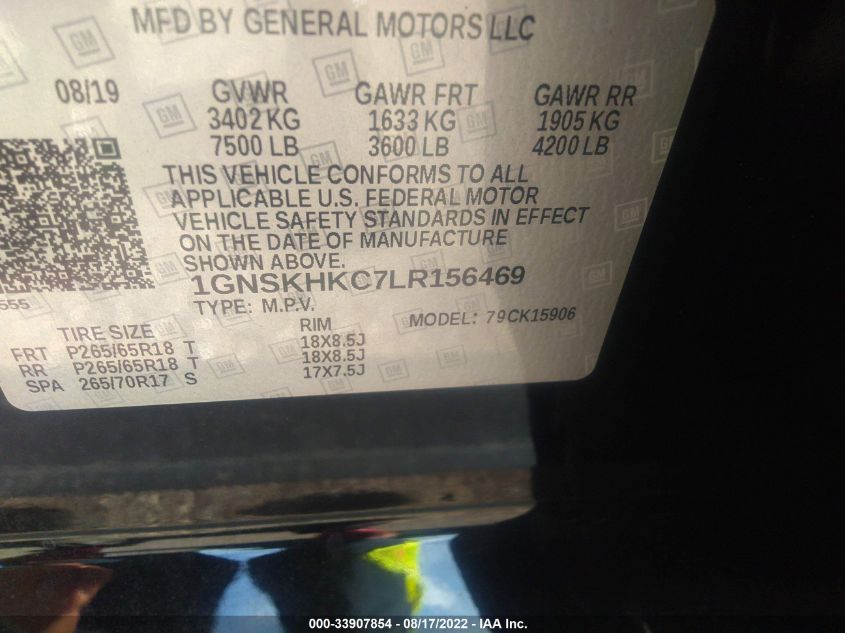 MFD BY GENERAL MOTORS LLC
08/19 GVWR GAWR FRT GAWR RR
3402 KG 1633 KG 1905 KG
7500 LB 3600 LB 4200 LB
THIS VEHICLE CONFORMS TO ALL
APPLICABLE U.S. FEDERAL MOTOR
VEHICLE SAFETY STANDARDS IN EFFECT
ON THE DATE OF MANUFACTURE
SHOWN ABOVE.
1GNSKHKC7LR156469
555
TYPE: M.P.V. MODEL: 79CK15906
TIRE SIZE RIM
FRT P265/65R18 T 18X8.5J
RR P265/65R18 T 18X8.5J
SPA 265/70R17 S 17X7.5J
000-33907854 - 08/17/2022 - IAA Inc.